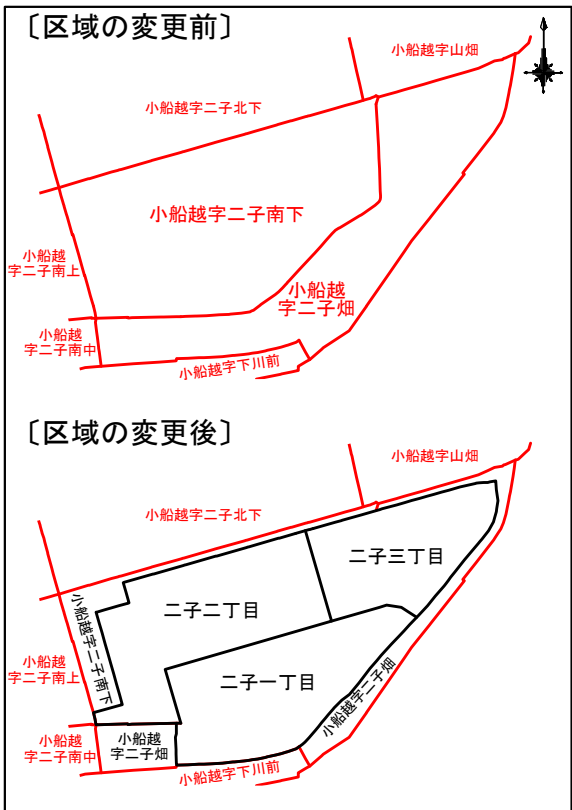 〔区域の変更前〕
小船越字山畑
小船越字二子北下
小船越字二子南下
小船越
字二子南上
小船越
字二子畑
小船越
字二子南中
小船越字下川前
〔区域の変更後〕
小船越字山畑
小船越字二子北下
二子三丁目
二子二丁目
小船越字二子南下
小船越
字二子南上
二子一丁目
小船越字二子畑
小船越
字二子南中
小船越
字二子畑
小船越字下川前